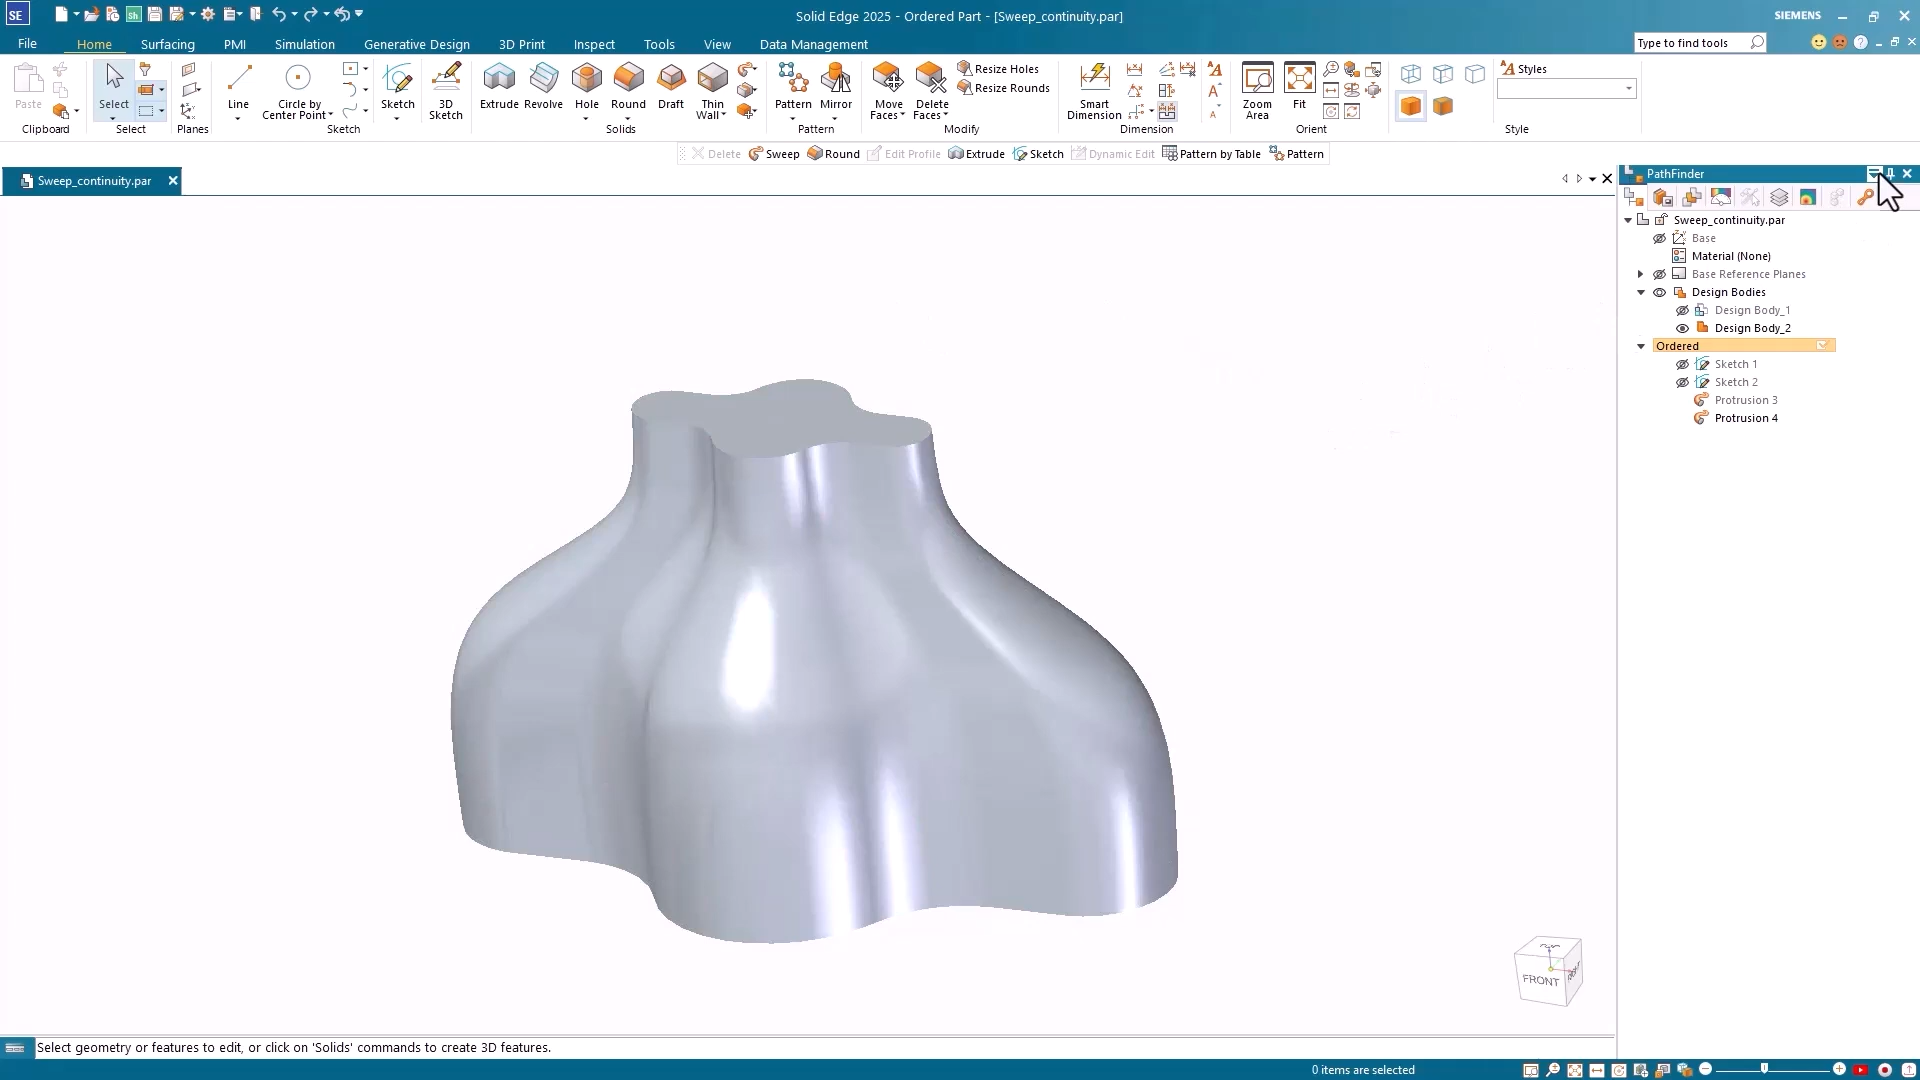 SE
Sh
Solid Edge 2025 - Ordered Part - [Sweep_continuity.par]
SIEMENS
File
Home
Surfacing
PMI
Simulation
Generative Design
3D Print
Inspect
Tools
View
Data Management
Type to find tools
Paste
Clipboard
Select
Select
Planes
Line
Circle by
Center Point
Sketch
Sketch
3D
Sketch
Extrude
Revolve
Hole
Round
Draft
Thin
Wall
Solids
Pattern
Mirror
Pattern
Move
Faces
Delete
Faces
Resize Holes
Resize Rounds
Modify
Smart
Dimension
Dimension
Zoom
Area
Fit
Orient
Styles
Style
Delete
Sweep
Round
Edit Profile
Extrude
Sketch
Dynamic Edit
Pattern by Table
Pattern
Sweep_continuity.par
PathFinder
Sweep_continuity.par
Base
Material (None)
Base Reference Planes
Design Bodies
Design Body_1
Design Body_2
Ordered
Sketch 1
Sketch 2
Protrusion 3
Protrusion 4
TOP
FRONT
RIGHT
Select geometry or features to edit, or click on 'Solids' commands to create 3D features.
0 items are selected